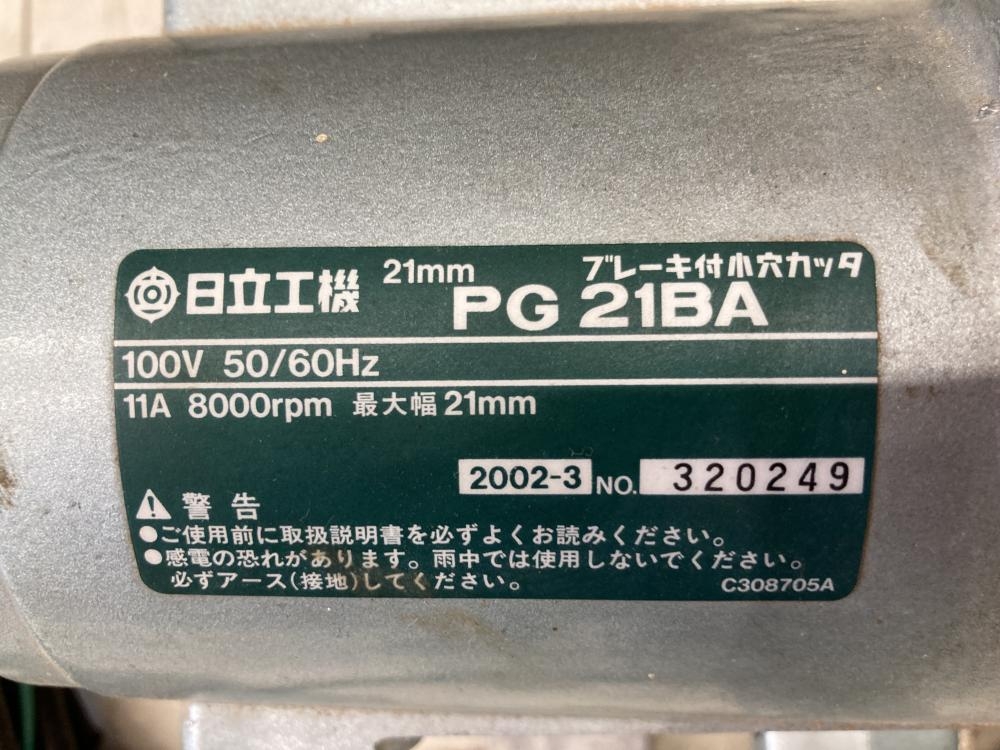 日立工機 21mm ブレーキ付小穴カッタ
PG 21BA
100V 50/60Hz
11A 8000rpm 最大幅21mm
2002-3 NO. 320249
警告
●ご使用前に取扱説明書を必ずよくお読みください。
●感電の恐れがあります。雨中では使用しないでください。
必ずアース(接地)してください。
C308705A